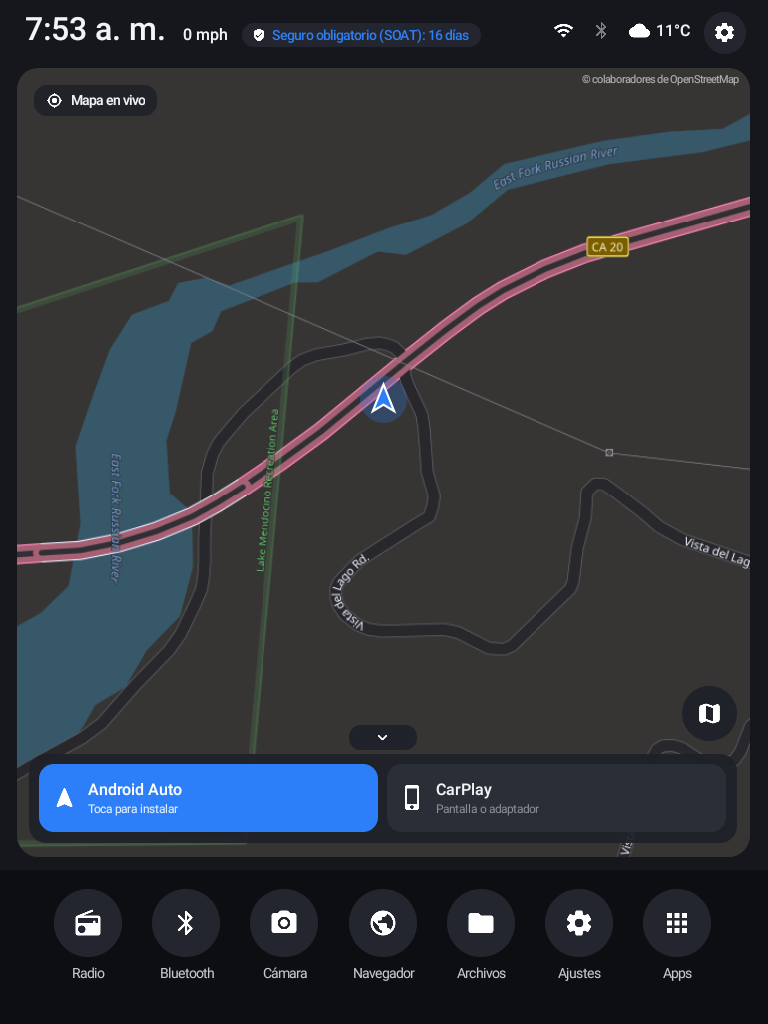 7:53 a. m.
0 mph
Seguro obligatorio (SOAT): 16 días
11°C
© colaboradores de OpenStreetMap
Mapa en vivo
East Fork Russian River
CA 20
Lake Mendocino Recreation Area
East Fork Russian River
Vista del Lago Rd.
Vista del Lag
Android Auto
Toca para instalar
CarPlay
Pantalla o adaptador
Vis
Radio
Bluetooth
Cámara
Navegador
Archivos
Ajustes
Apps